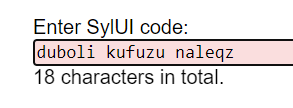 Enter SylUI code:
duboli kufuzu naleqz
18 characters in total.